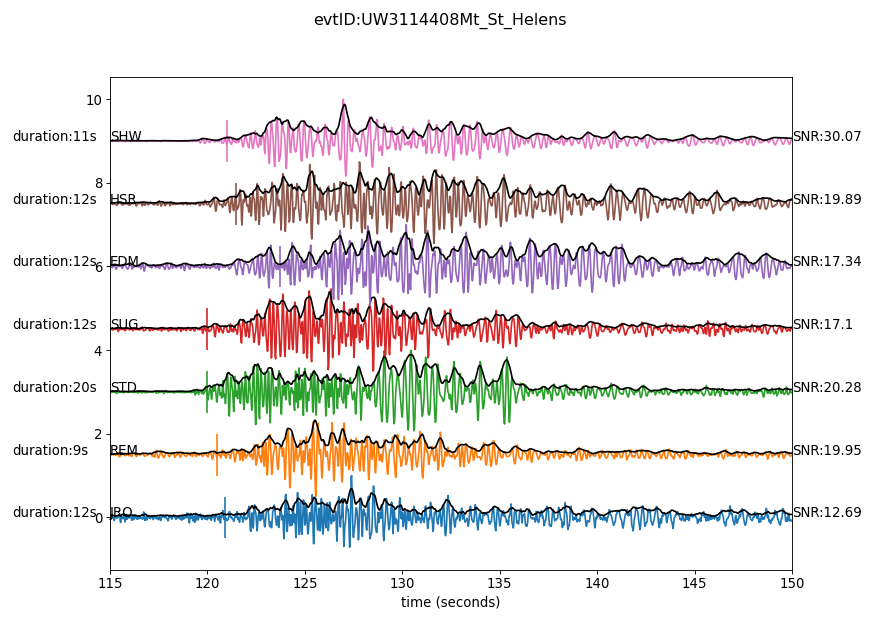 evtID:UW3114408Mt_St_Helens
10
duration:11s SHW SNR:30.07
8
duration:12s HSR SNR:19.89
duration:12s EDM SNR:17.34
6
duration:12s SUG SNR:17.1
4
duration:20s STD SNR:20.28
2
duration:9s REM SNR:19.95
duration:12s JRO SNR:12.69
0
115 120 125 130 135 140 145 150
time (seconds)